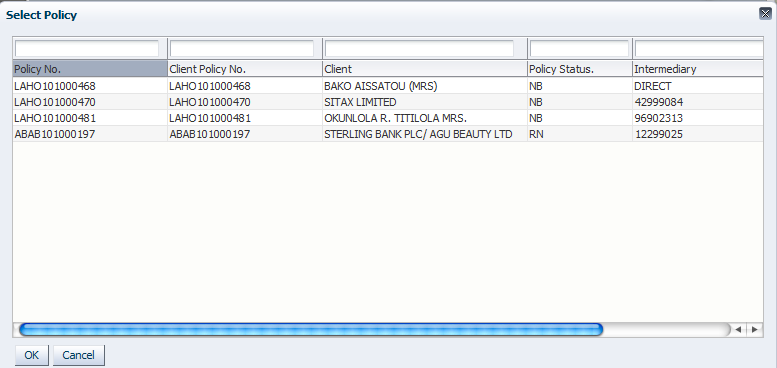 Select Policy
Policy No. Client Policy No. Client Policy Status. Intermediary
LAHO101000468 LAHO101000468 BAKO AISSATOU (MRS) NB DIRECT
LAHO101000470 LAHO101000470 SITAX LIMITED NB 42999084
LAHO101000481 LAHO101000481 OKUNLOLA R. TITILOLA MRS. NB 96902313
ABAB101000197 ABAB101000197 STERLING BANK PLC/ AGU BEAUTY LTD RN 12299025
OK Cancel